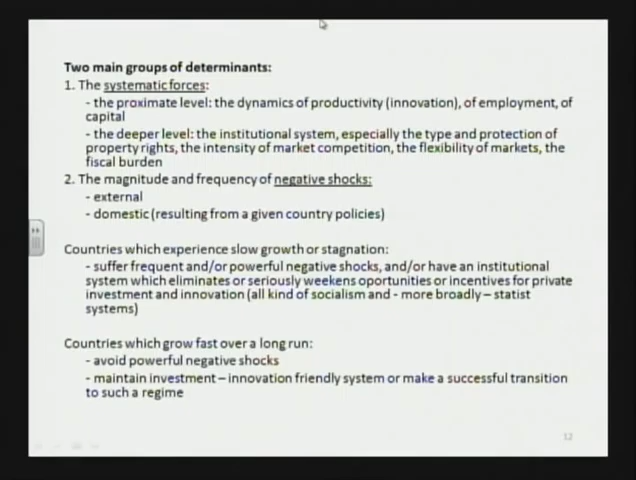 Two main groups of determinants:
1. The systematic forces:
- the proximate level: the dynamics of productivity (innovation), of employment, of
capital
- the deeper level: the institutional system, especially the type and protection of
property rights, the intensity of market competition, the flexibility of markets, the
fiscal burden
2. The magnitude and frequency of negative shocks:
- external
- domestic (resulting from a given country policies)
Countries which experience slow growth or stagnation:
- suffer frequent and/or powerful negative shocks, and/or have an institutional
system which eliminates or seriously weekens oportunities or incentives for private
investment and innovation (all kind of socialism and - more broadly – statist
systems)
Countries which grow fast over a long run:
- avoid powerful negative shocks
- maintain investment – innovation friendly system or make a successful transition
to such a regime
12